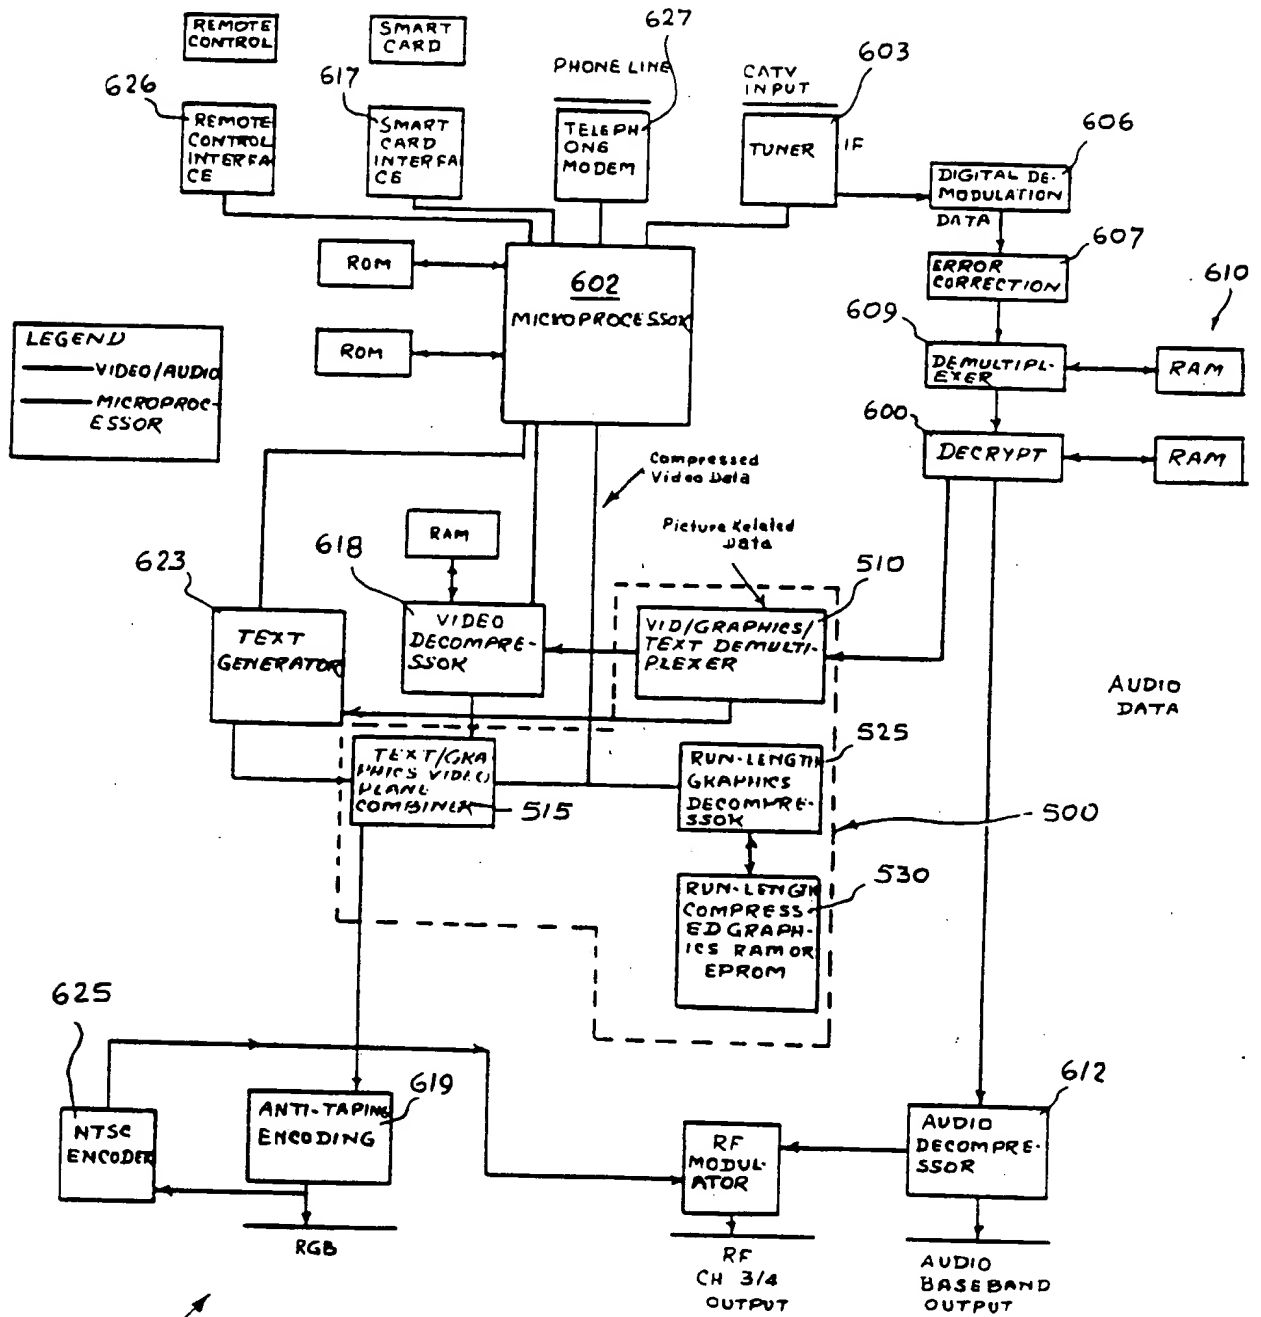 REMOTE
CONTROL
SMART
CARD
627
603
PHONE LINE
CATV
INPUT
626
617
606
REMOTE
CONTROL
INTERFA
CE
SMART
CARD
INTERFA
CE
TELEPH
ONE
MODEM
TUNER
IF
DIGITAL DE-
MODULATION
DATA
607
ROM
602
MICROPROCESSOR
ERROR
CORRECTION
610
609
LEGEND
VIDEO/AUDIO
MICROPROC-
ESSOR
ROM
DEMULTIPL-
EXER
RAM
600
DECRYPT
RAM
Compressed
Video Data
RAM
Picture Related
Data
618
623
510
TEXT
GENERATOR
VIDEO
DECOMPRE-
SSOR
VID/GRAPHICS/
TEXT DEMULTI-
PLEXER
AUDIO
DATA
525
TEXT/GRA
PHICS VIDEO
PLANE
COMBINER
515
RUN-LENGTH
GRAPHICS
DECOMPRE-
SSOR
500
530
RUN-LENGTH
COMPRESS
ED GRAPH-
ICS RAM OR
EPROM
625
619
612
NTSC
ENCODER
ANTI-TAPING
ENCODING
RF
MODUL-
ATOR
AUDIO
DECOMPRE-
SSOR
RGB
RF
CH 3/4
OUTPUT
AUDIO
BASEBAND
OUTPUT